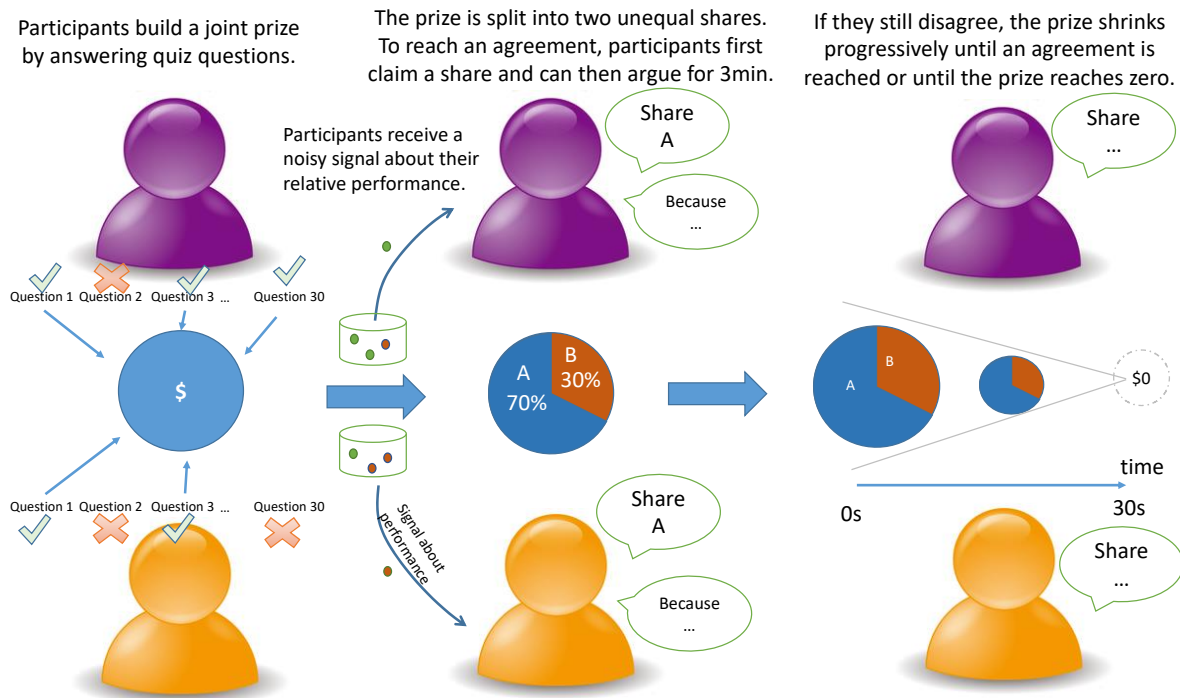 Participants build a joint prize
by answering quiz questions.
The prize is split into two unequal shares.
To reach an agreement, participants first
claim a share and can then argue for 3min.
If they still disagree, the prize shrinks
progressively until an agreement is
reached or until the prize reaches zero.
Participants receive a
noisy signal about their
relative performance.
Share
A
Because
...
Share
...
Question 1 Question 2 Question 3 ... Question 30
$
A
70%
B
30%
A
B
$0
time
0s
30s
Question 1 Question 2 Question 3 ... Question 30
Signal about
performance
Share
A
Because
...
Share
...